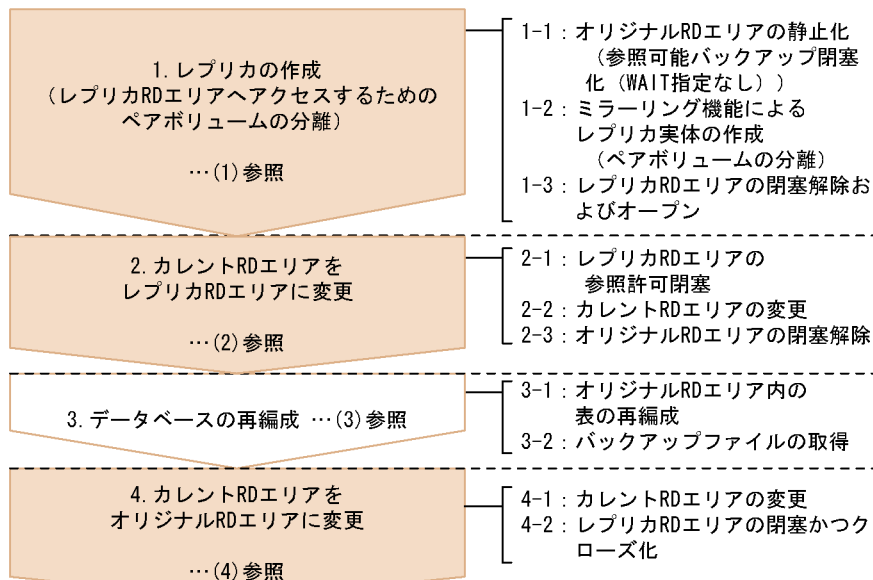 1.レプリカの作成
（レプリカRDエリアへアクセスするための
ペアボリュームの分離）
…(1)参照
1-1：オリジナルRDエリアの静止化
（参照可能バックアップ閉塞
化（WAIT指定なし））
1-2：ミラーリング機能による
レプリカ実体の作成
（ペアボリュームの分離）
1-3：レプリカRDエリアの閉塞解除お
よびオープン
2.カレントRDエリアを
レプリカRDエリアに変更
…(2)参照
2-1：レプリカRDエリアの
参照許可閉塞
2-2：カレントRDエリアの変更
2-3：オリジナルRDエリアの閉塞解除
3.データベースの再編成 …(3)参照
3-1：オリジナルRDエリア内の
表の再編成
3-2：バックアップファイルの取得
4.カレントRDエリアを
オリジナルRDエリアに変更
…(4)参照
4-1：カレントRDエリアの変更
4-2：レプリカRDエリアの閉塞かつク
ローズ化